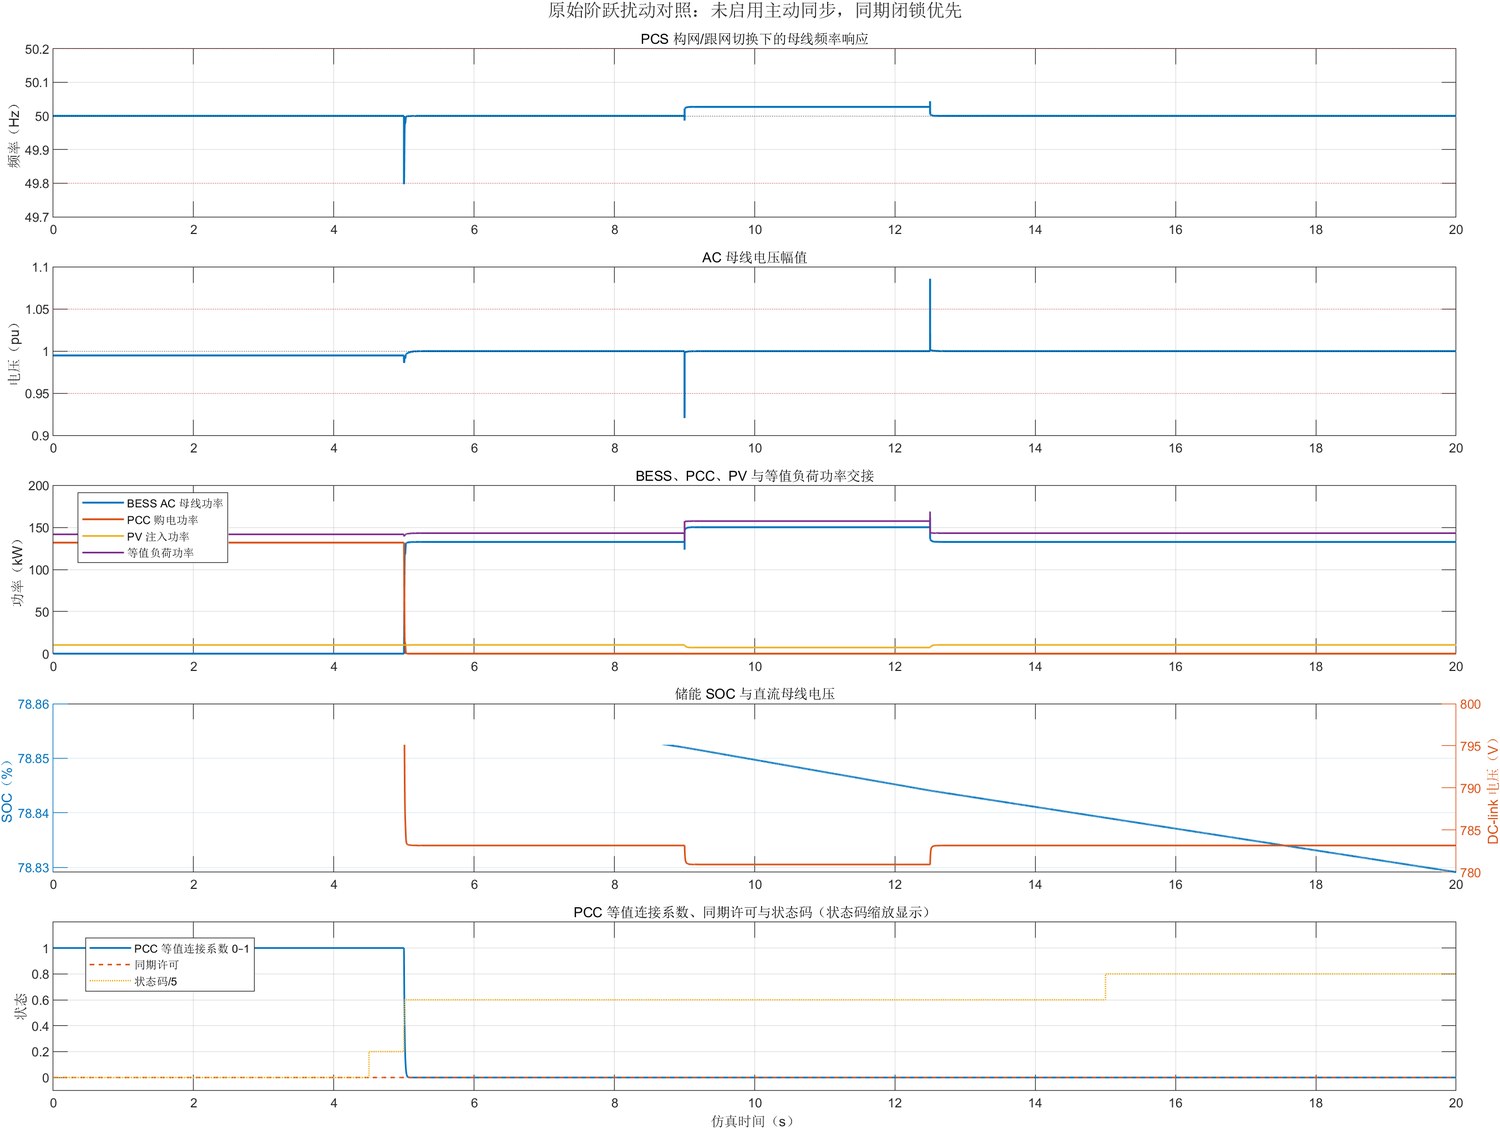 原始阶跃扰动对照：未启用主动同步，同期闭锁优先
PCS 构网/跟网切换下的母线频率响应
50.2
50.1
50
49.9
49.8
49.7
频率（Hz）
0 2 4 6 8 10 12 14 16 18 20
AC 母线电压幅值
1.1
1.05
1
0.95
0.9
电压（pu）
0 2 4 6 8 10 12 14 16 18 20
BESS、PCC、PV 与等值负荷功率交接
200
150
100
50
0
功率（kW）
BESS AC 母线功率
PCC 购电功率
PV 注入功率
等值负荷功率
0 2 4 6 8 10 12 14 16 18 20
储能 SOC 与直流母线电压
78.86
78.85
78.84
78.83
SOC（%）
800
795
790
785
780
DC-link 电压（V）
0 2 4 6 8 10 12 14 16 18 20
PCC 等值连接系数、同期许可与状态码（状态码缩放显示）
1
0.8
0.6
0.4
0.2
0
状态
PCC 等值连接系数 0-1
同期许可
状态码/5
0 2 4 6 8 10 12 14 16 18 20
仿真时间（s）